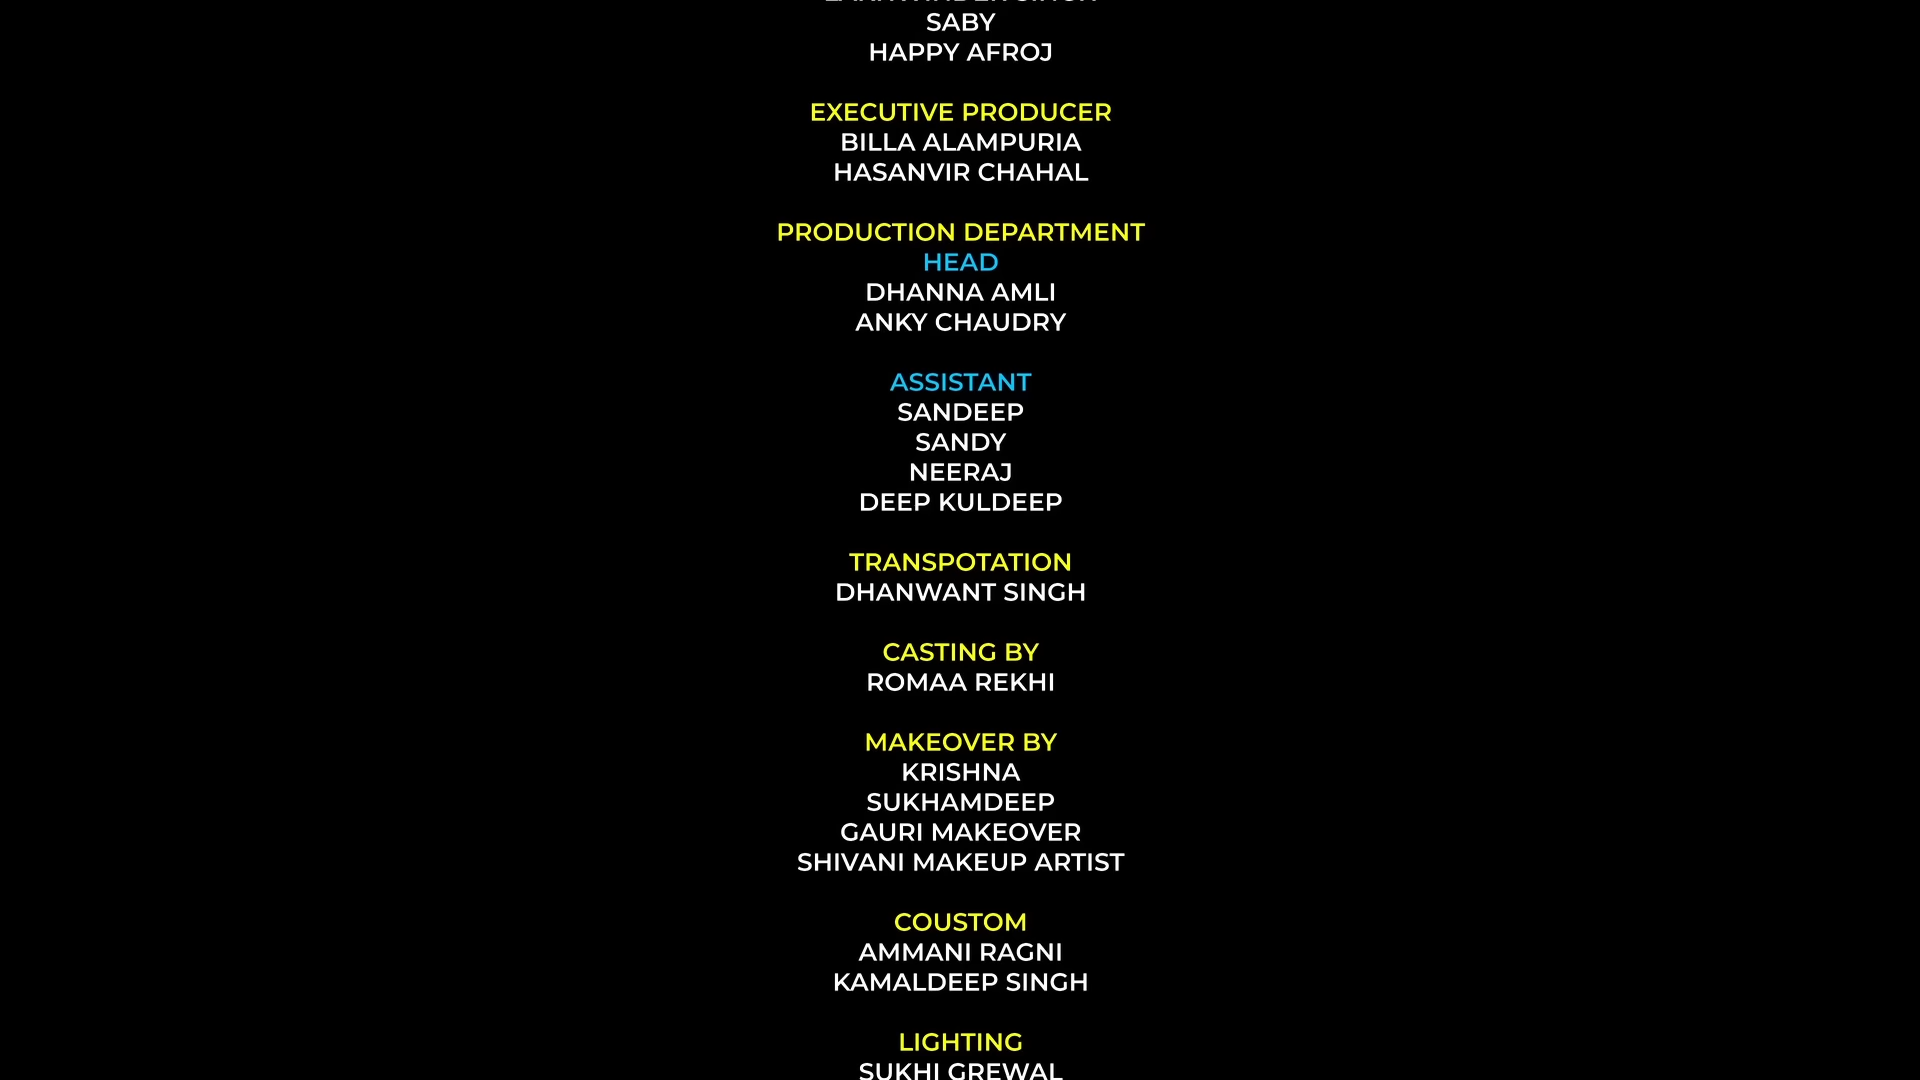 SABY
HAPPY AFROJ
EXECUTIVE PRODUCER
BILLA ALAMPURIA
HASANVIR CHAHAL
PRODUCTION DEPARTMENT
HEAD
DHANNA AMLI
ANKY CHAUDRY
ASSISTANT
SANDEEP
SANDY
NEERAJ
DEEP KULDEEP
TRANSPOTATION
DHANWANT SINGH
CASTING BY
ROMAA REKHI
MAKEOVER BY
KRISHNA
SUKHAMDEEP
GAURI MAKEOVER
SHIVANI MAKEUP ARTIST
COUSTOM
AMMANI RAGNI
KAMALDEEP SINGH
LIGHTING
SUKHI GREWAL